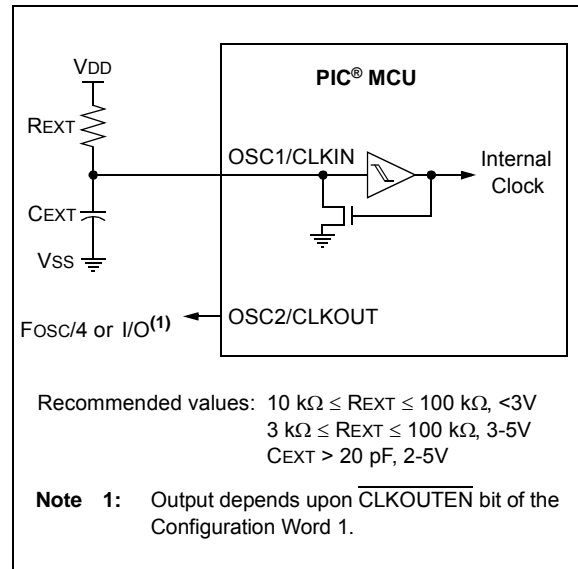 VDD
PIC® MCU
REXT
OSC1/CLKIN
Internal
Clock
CEXT
VSS
OSC2/CLKOUT
FOSC/4 or I/O(1)
Recommended values: 10 kΩ ≤ REXT ≤ 100 kΩ, <3V
3 kΩ ≤ REXT ≤ 100 kΩ, 3-5V
CEXT > 20 pF, 2-5V
Note 1: Output depends upon CLKOUTEN bit of the
Configuration Word 1.